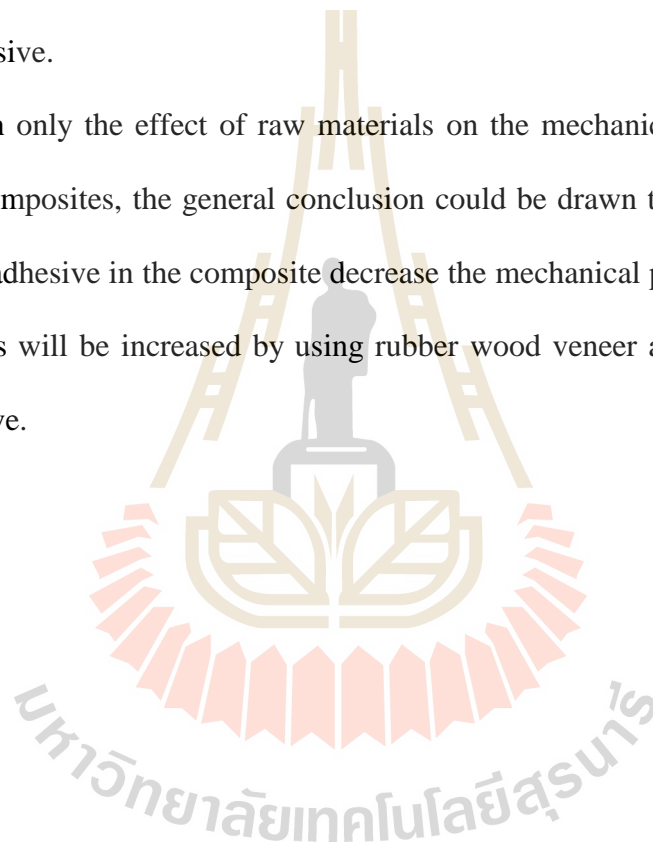 sive.
n only the effect of raw materials on the mechanic
mposites, the general conclusion could be drawn t
adhesive in the composite decrease the mechanical p
s will be increased by using rubber wood veneer a
ve.
มหาวิทยาลัยเทคโนโลยีสุรนารี